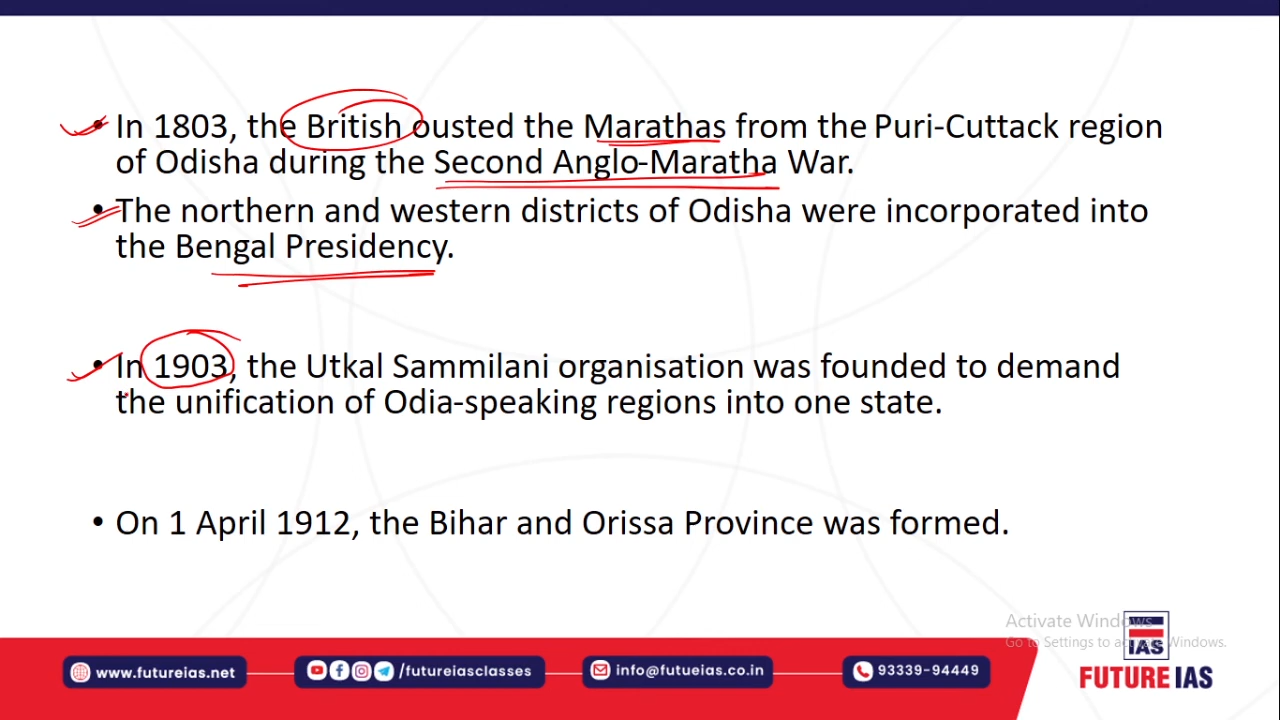 • In 1803, the British ousted the Marathas from the Puri-Cuttack region
of Odisha during the Second Anglo-Maratha War.
• The northern and western districts of Odisha were incorporated into
the Bengal Presidency.
• In 1903, the Utkal Sammilani organisation was founded to demand
the unification of Odia-speaking regions into one state.
• On 1 April 1912, the Bihar and Orissa Province was formed.
Activate Windows
Go to Settings to activate Windows.
IAS
www.futureias.net
/futureiasclasses
info@futueias.co.in
93339-94449
FUTURE IAS